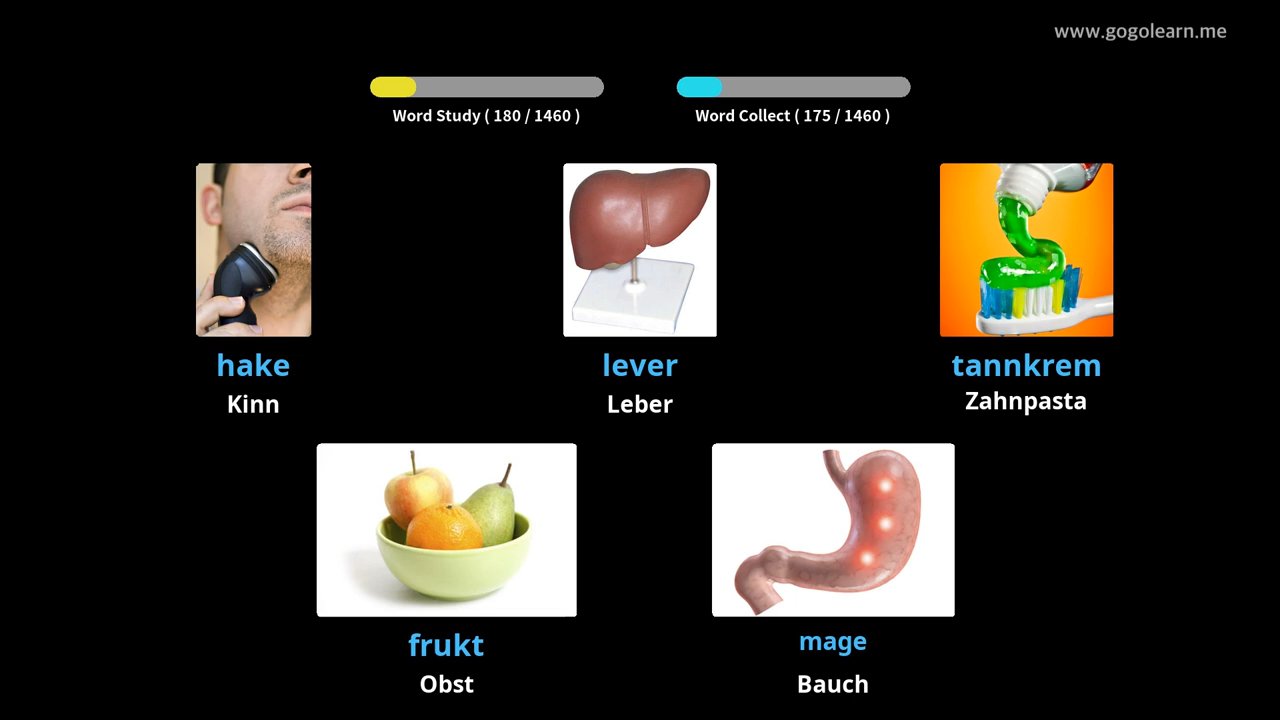 www.gogolearn.me
Word Study ( 180 / 1460 )
Word Collect ( 175 / 1460 )
hake
Kinn
lever
Leber
tannkrem
Zahnpasta
frukt
Obst
mage
Bauch